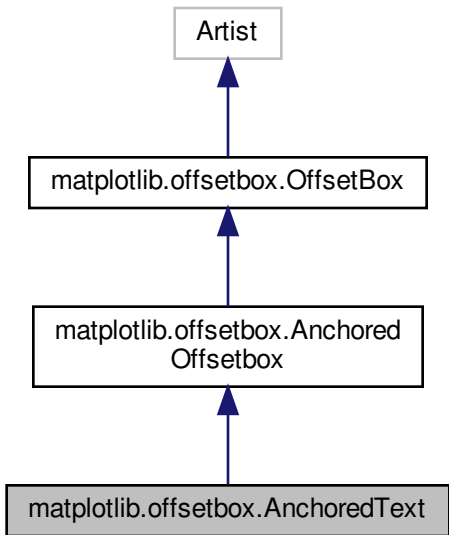 Artist
matplotlib.offsetbox.OffsetBox
matplotlib.offsetbox.Anchored
Offsetbox
matplotlib.offsetbox.AnchoredText